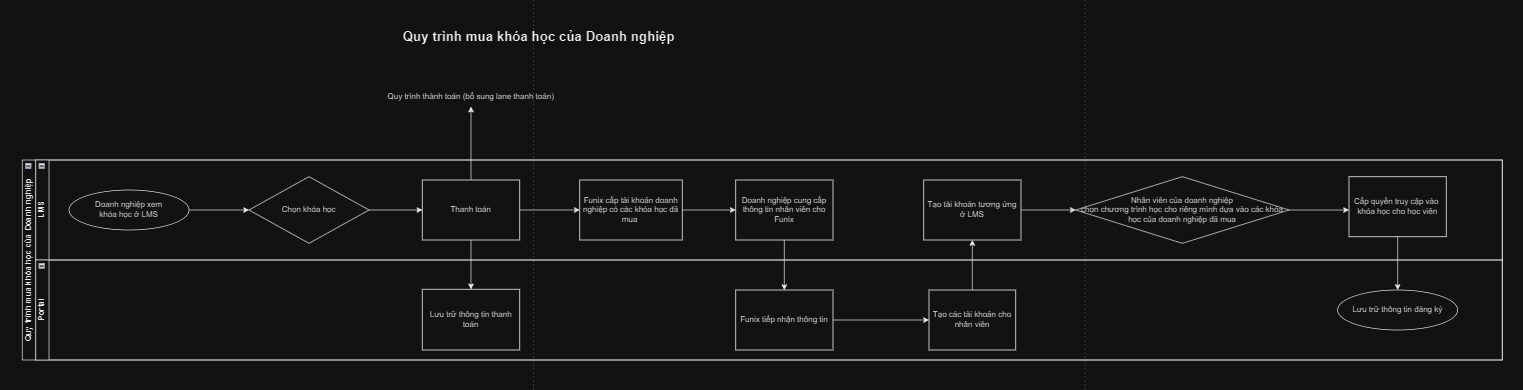 Quy trình mua khóa học của Doanh nghiệp
Quy trình thành toán (bổ sung lane thanh toán)
Quy trình mua khóa học của Doanh nghiệp
LMS
Doanh nghiệp xem
khóa học ở LMS
Chọn khóa học
Thanh toán
Funix cấp tài khoản doanh
nghiệp có các khóa học đã
mua
Doanh nghiệp cung cấp
thông tin nhân viên cho
Funix
Tạo tài khoản tương ứng
ở LMS
Nhân viên của doanh nghiệp
chọn chương trình học cho riêng mình dựa vào các khóa
học của doanh nghiệp đã mua
Cấp quyền truy cập vào
khóa học cho học viên
Portal
Lưu trữ thông tin thanh
toán
Funix tiếp nhận thông tin
Tạo các tài khoản cho
nhân viên
Lưu trữ thông tin đăng ký